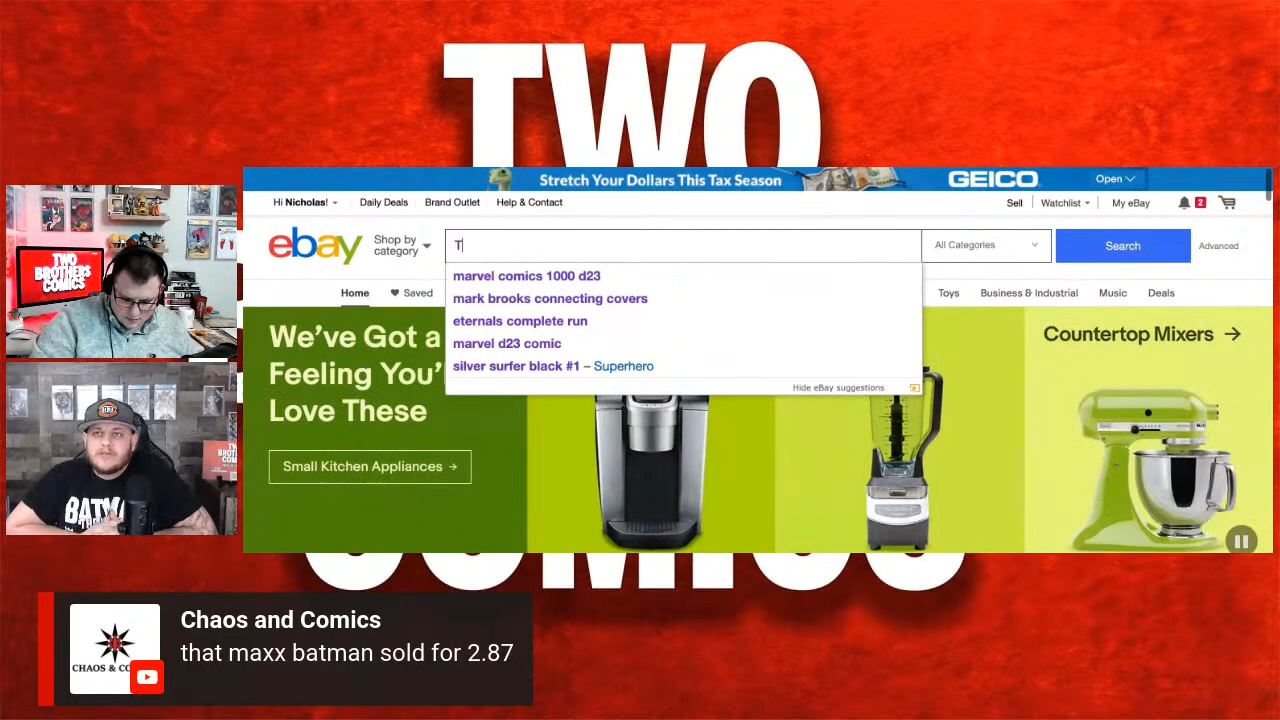 TWO
Stretch Your Dollars This Tax Season
GEICO
Open
Hi Nicholas!
Daily Deals
Brand Outlet
Help & Contact
Sell
Watchlist
My eBay
2
ebay
Shop by
category
T
All Categories
Search
Advanced
marvel comics 1000 d23
mark brooks connecting covers
eternals complete run
marvel d23 comic
silver surfer black #1 – Superhero
Hide eBay suggestions
Home
Saved
Toys
Business & Industrial
Music
Deals
We've Got a
Feeling You'
Love These
Small Kitchen Appliances →
Countertop Mixers →
TWO
BROTHERS
COMICS
BATMA
COMICS
Chaos and Comics
that maxx batman sold for 2.87
CHAOS & CO